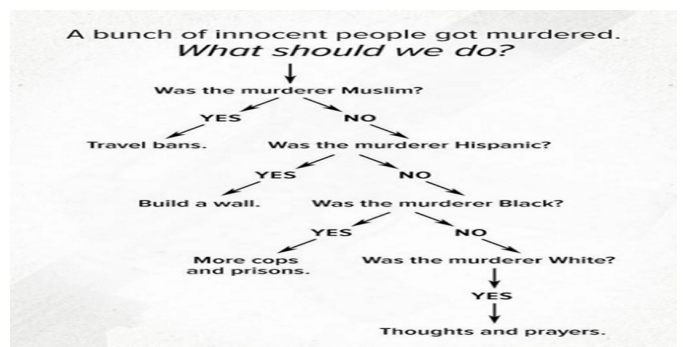 A bunch of innocent people got murdered.
What should we do?
Was the murderer Muslim?
YES
NO
Travel bans.
Was the murderer Hispanic?
YES
NO
Build a wall.
Was the murderer Black?
YES
NO
More cops
and prisons.
Was the murderer White?
YES
Thoughts and prayers.